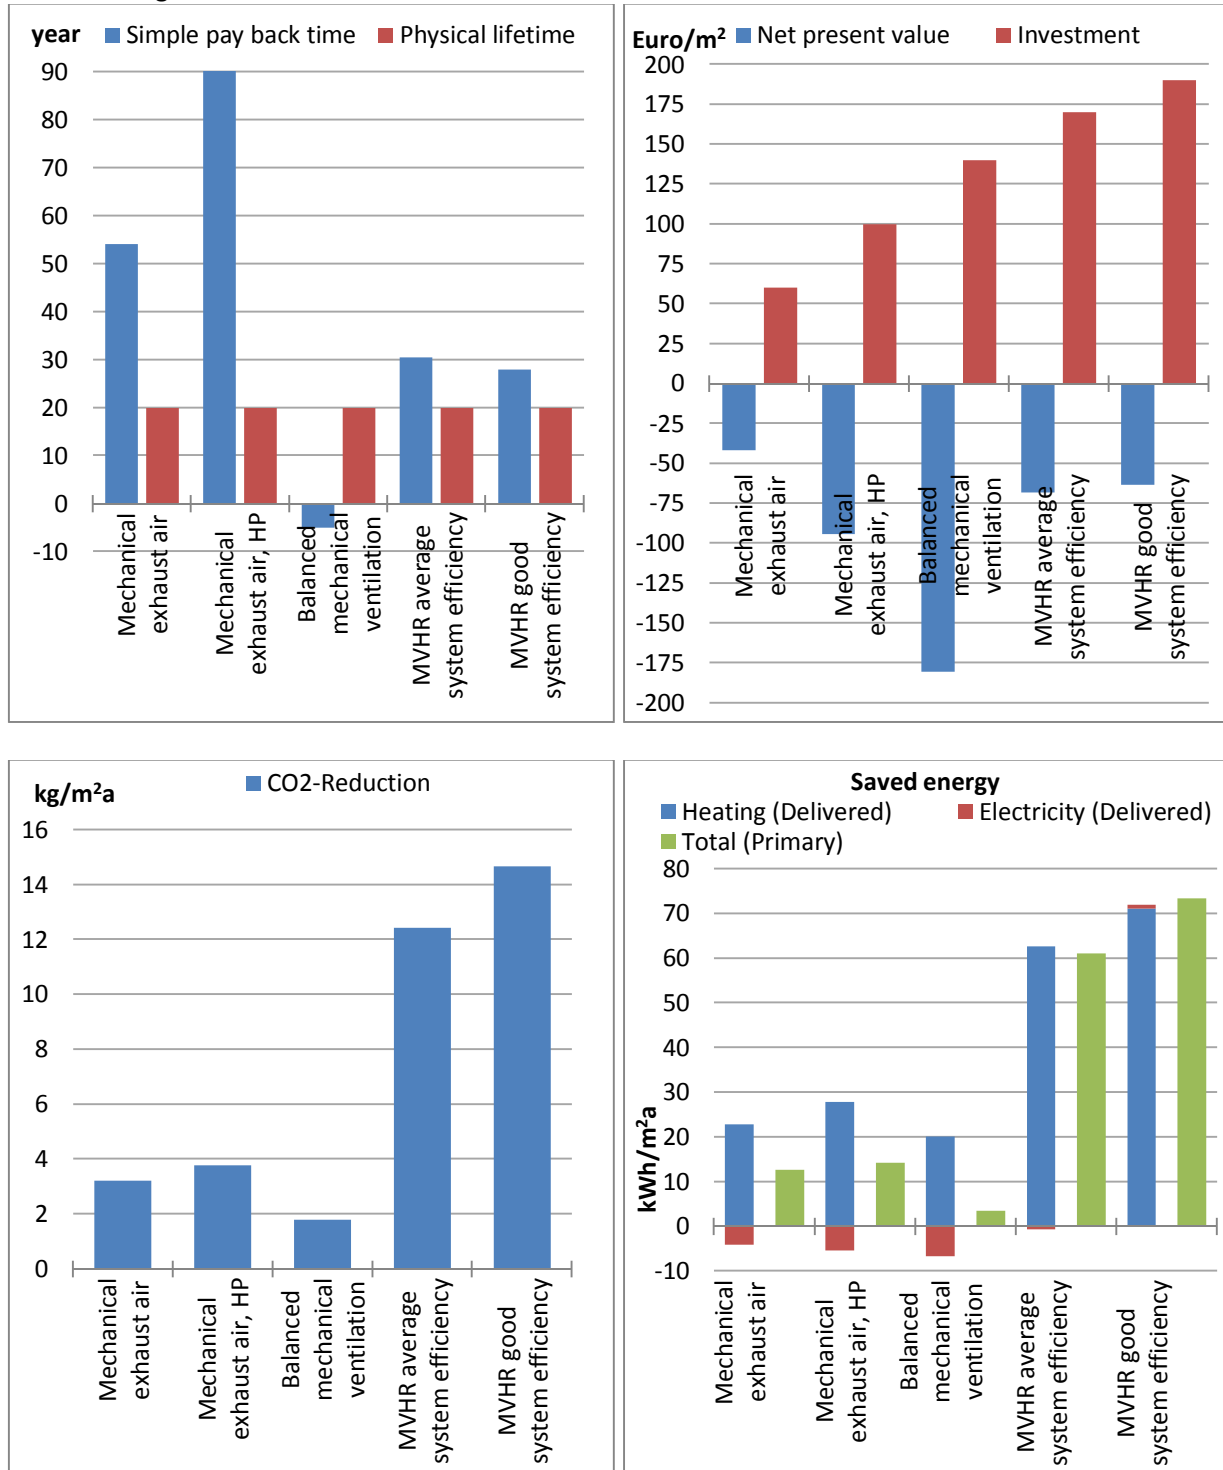 year Simple pay back time Physical lifetime
90
80
70
60
50
40
30
20
10
0
-10
Mechanical
exhaust air
Mechanical
exhaust air, HP
Balanced
mechanical
ventilation
MVHR average
system efficiency
MVHR good
system efficiency
Euro/m² Net present value Investment
200
175
150
125
100
75
50
25
0
-25
-50
-75
-100
-125
-150
-175
-200
Mechanical
exhaust air
Mechanical
exhaust air, HP
Balanced
mechanical
ventilation
MVHR average
system efficiency
MVHR good
system efficiency
kg/m²a CO2-Reduction
16
14
12
10
8
6
4
2
0
Mechanical
exhaust air
Mechanical
exhaust air, HP
Balanced
mechanical
ventilation
MVHR average
system efficiency
MVHR good
system efficiency
Saved energy
Heating (Delivered) Electricity (Delivered)
Total (Primary)
kWh/m²a
80
70
60
50
40
30
20
10
0
-10
Mechanical
exhaust air
Mechanical
exhaust air, HP
Balanced
mechanical
ventilation
MVHR average
system efficiency
MVHR good
system efficiency